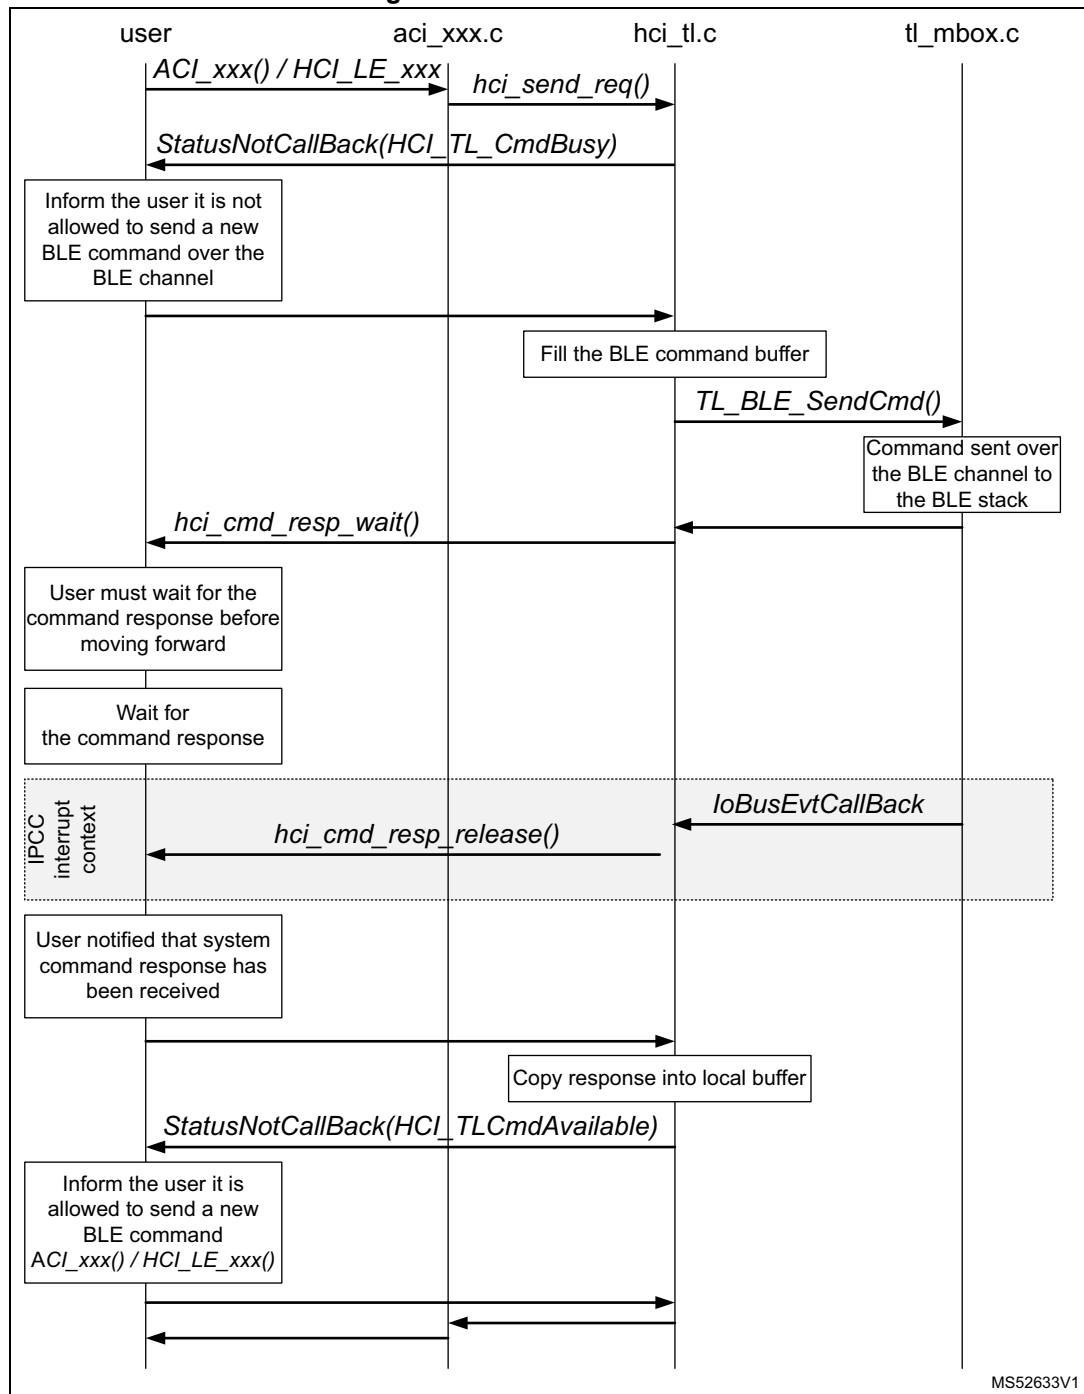 user aci_xxx.c hci_tl.c tl_mbox.c
ACI_xxx() / HCI_LE_xxx
hci_send_req()
StatusNotCallBack(HCI_TL_CmdBusy)
Inform the user it is not
allowed to send a new
BLE command over the
BLE channel
Fill the BLE command buffer
TL_BLE_SendCmd()
Command sent over
the BLE channel to
the BLE stack
hci_cmd_resp_wait()
User must wait for the
command response before
moving forward
Wait for
the command response
IPCC
interrupt
context
IoBusEvtCallBack
hci_cmd_resp_release()
User notified that system
command response has
been received
Copy response into local buffer
StatusNotCallBack(HCI_TLCmdAvailable)
Inform the user it is
allowed to send a new
BLE command
ACI_xxx() / HCI_LE_xxx()
MS52633V1